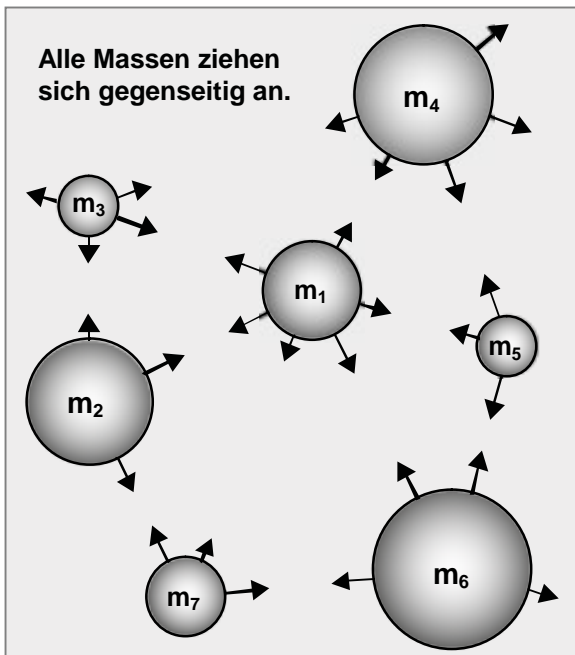 Alle Massen ziehen
sich gegenseitig an.
m₄
m₃
m₁
m₅
m₂
m₆
m₇